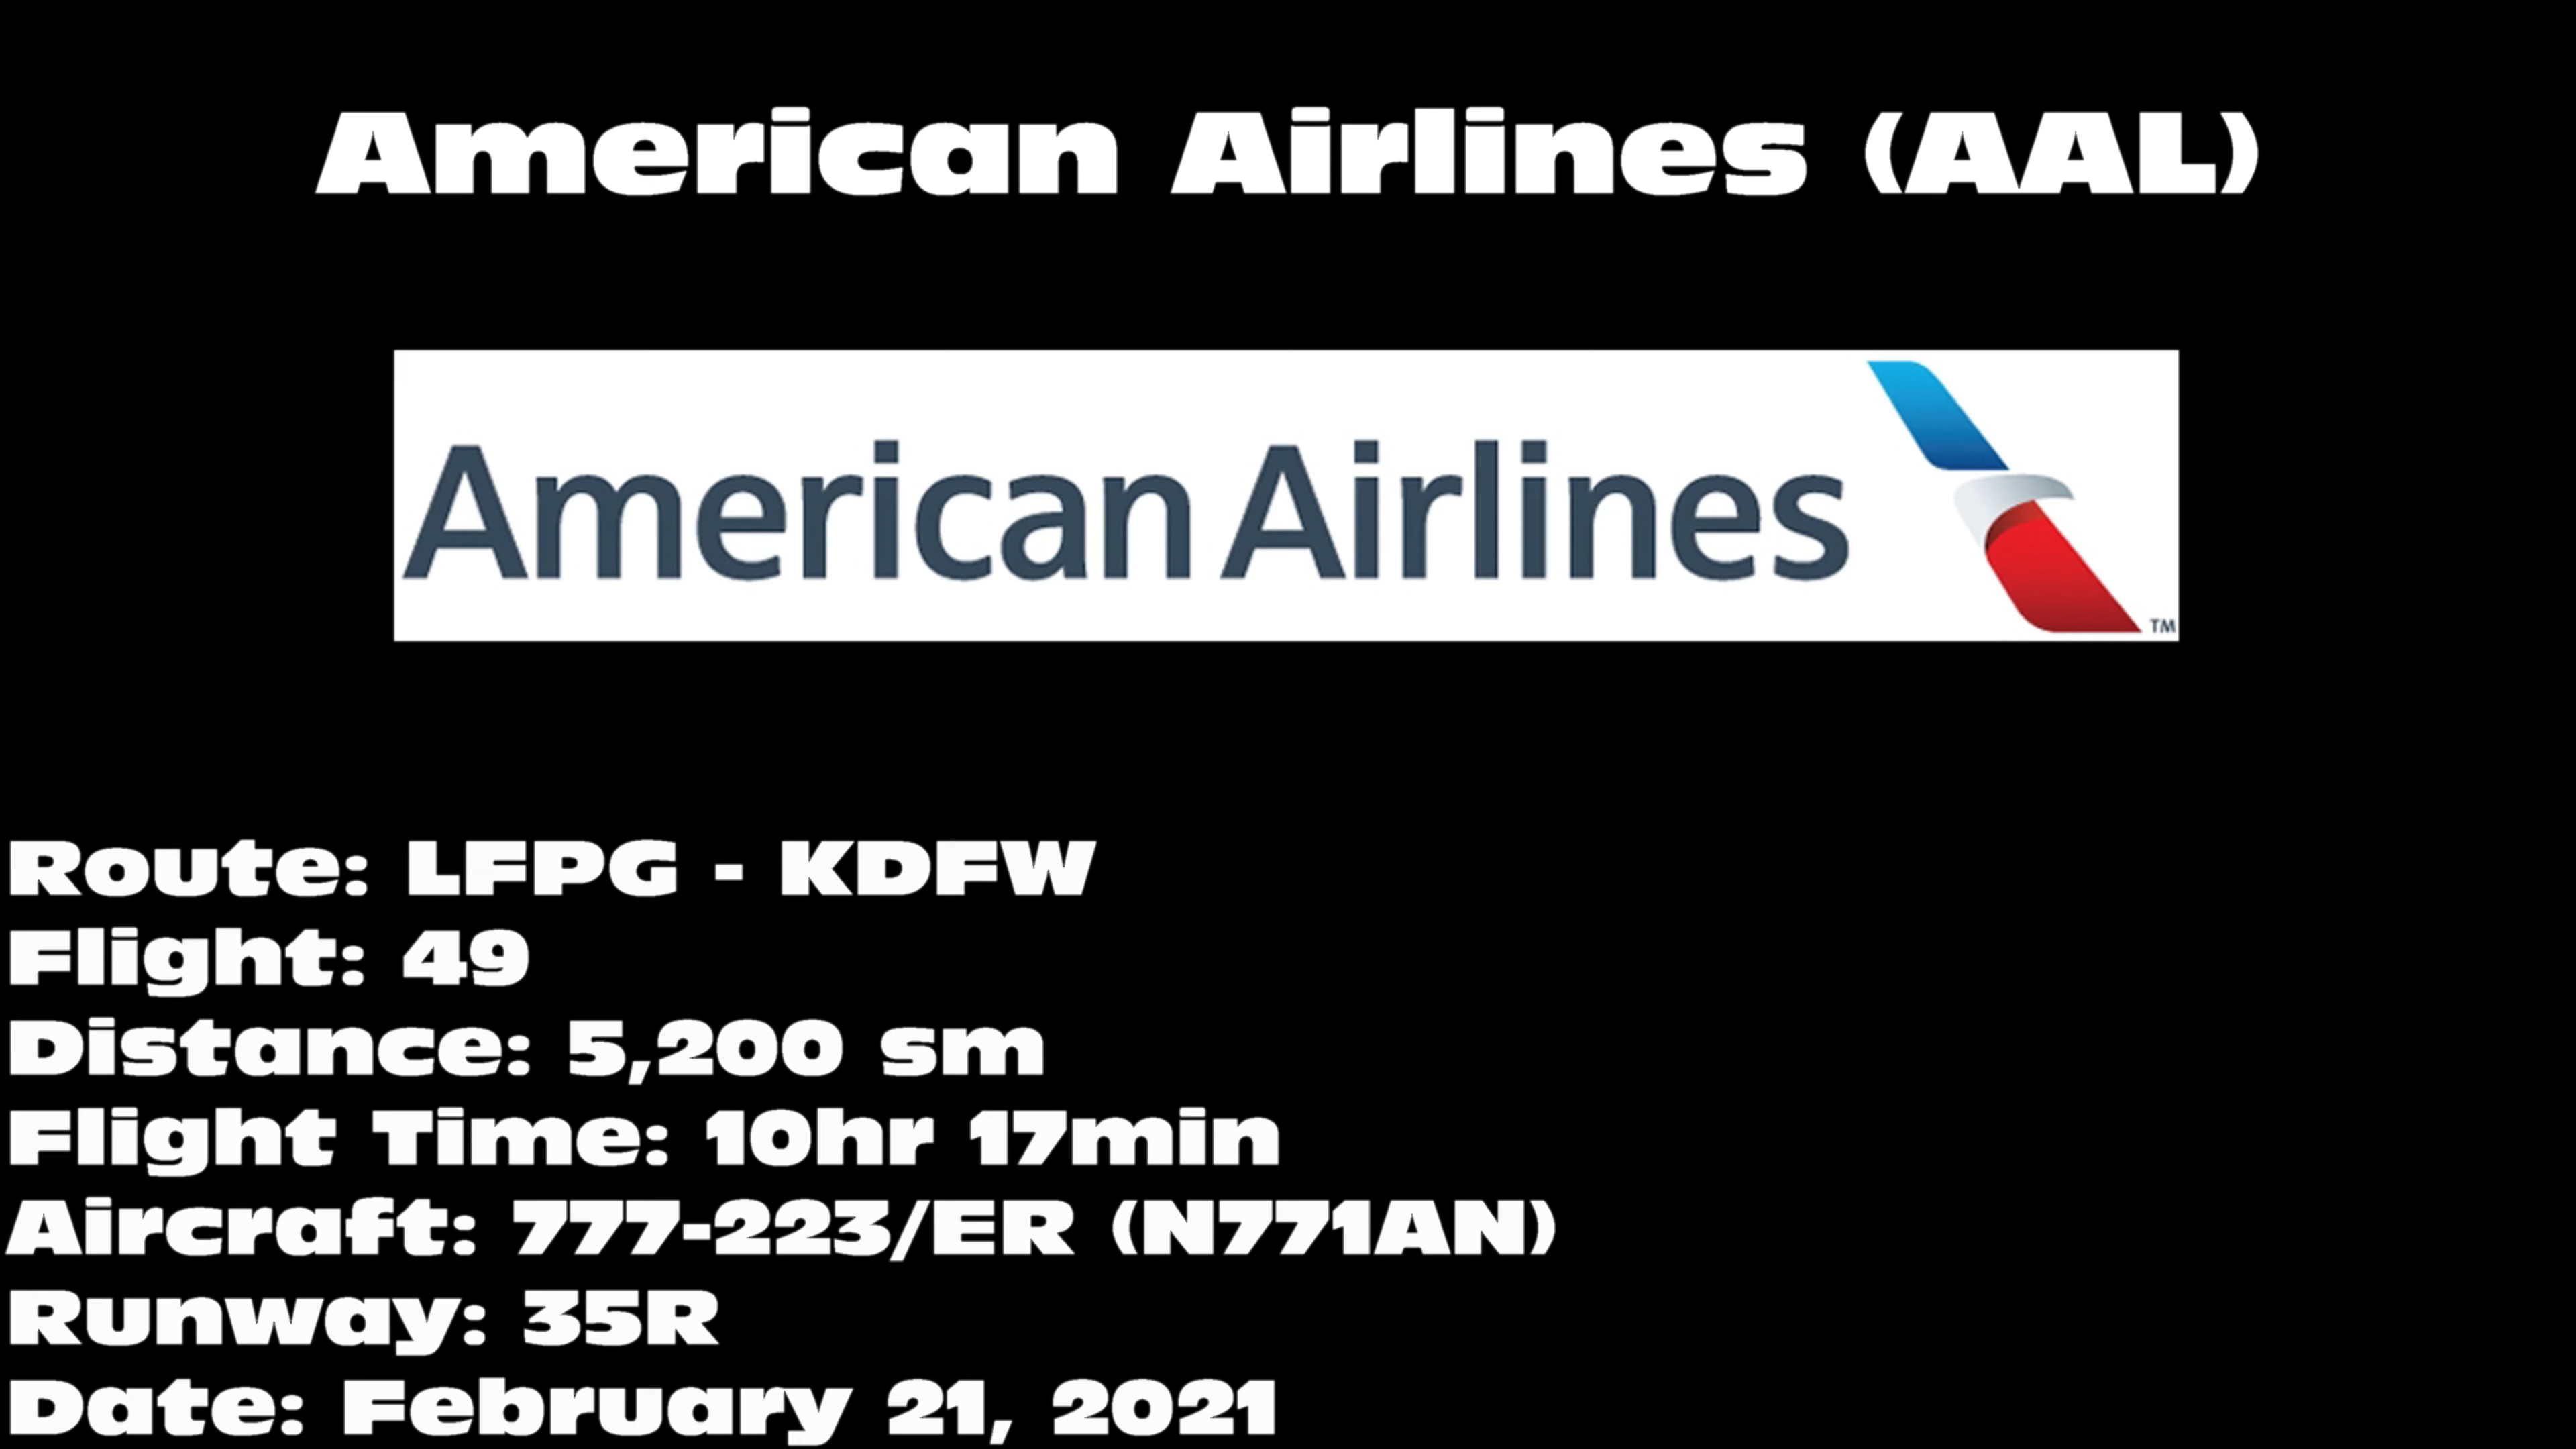 American Airlines (AAL)
American Airlines
TM
Route: LFPG - KDFW
Flight: 49
Distance: 5,200 sm
Flight Time: 10hr 17min
Aircraft: 777-223/ER (N771AN)
Runway: 35R
Date: February 21, 2021